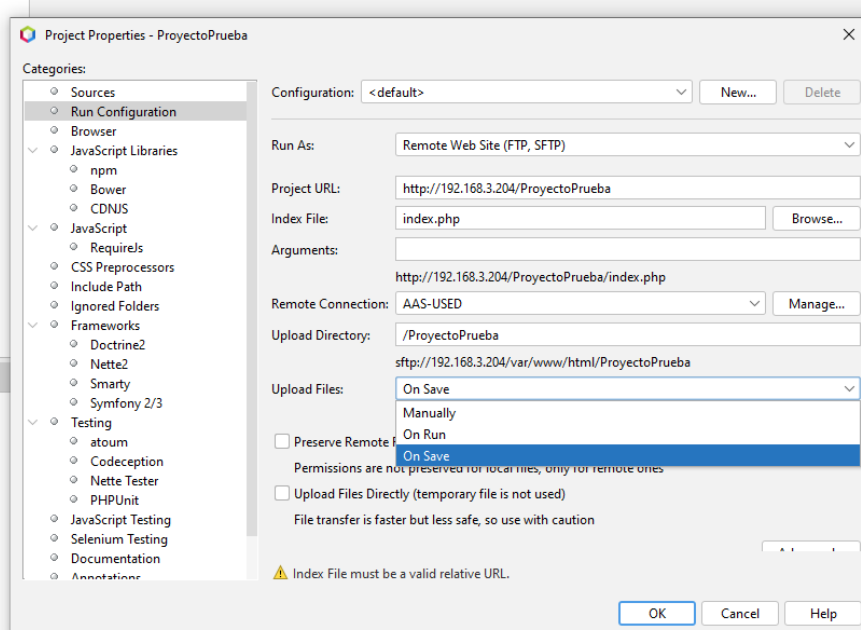 Project Properties - ProyectoPrueba
Categories:
Sources
Run Configuration
Browser
JavaScript Libraries
npm
Bower
CDNJS
JavaScript
RequireJs
CSS Preprocessors
Include Path
Ignored Folders
Frameworks
Doctrine2
Nette2
Smarty
Symfony 2/3
Testing
atoum
Codeception
Nette Tester
PHPUnit
JavaScript Testing
Selenium Testing
Documentation
Annotations
Configuration: <default> New... Delete
Run As: Remote Web Site (FTP, SFTP)
Project URL: http://192.168.3.204/ProyectoPrueba
Index File: index.php Browse...
Arguments:
http://192.168.3.204/ProyectoPrueba/index.php
Remote Connection: AAS-USED Manage...
Upload Directory: /ProyectoPrueba
sftp://192.168.3.204/var/www/html/ProyectoPrueba
Upload Files: On Save
Manually
On Run
On Save
Preserve Remote
Permissions are not preserved for local files, only for remote ones
Upload Files Directly (temporary file is not used)
File transfer is faster but less safe, so use with caution
Index File must be a valid relative URL.
OK Cancel Help